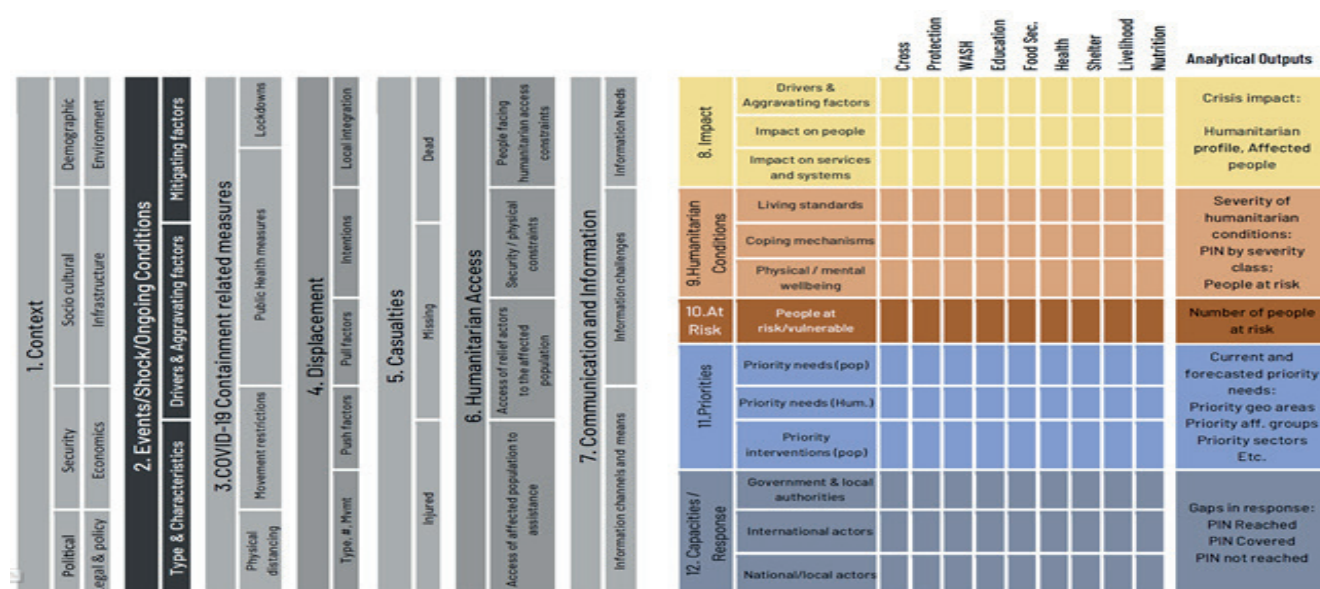 1. Context
Political
Security
Socio cultural
Demographic
Legal & policy
Economics
Infrastructure
Environment
2. Events/Shock/Ongoing Conditions
Type & Characteristics
Drivers & Aggravating factors
Mitigating factors
3.COVID-19 Containment related measures
Physical
distancing
Movement restrictions
Public Health measures
Lockdowns
4. Displacement
Type, #, Mvmt
Push factors
Pull factors
Intentions
Local integration
5. Casualties
Injured
Missing
Dead
6. Humanitarian Access
Access of affected population to
assistance
Access of relief actors
to the affected
population
Security / physical
constraints
People facing
humanitarian access
constraints
7. Communication and Information
Information channels and means
Information challenges
Information Needs
Cross
Protection
WASH
Education
Food Sec.
Health
Shelter
Livelihood
Nutrition
Analytical Outputs
8. Impact
Drivers &
Aggravating factors
Impact on people
Impact on services
and systems
Crisis impact:
Humanitarian
profile, Affected
people
9.Humanitarian
Conditions
Living standards
Coping mechanisms
Physical / mental
wellbeing
Severity of
humanitarian
conditions:
PIN by severity
class;
People at risk
10.At
Risk
People at
risk/vulnerable
Number of people
at risk
11.Priorities
Priority needs (pop)
Priority needs (Hum.)
Priority
interventions (pop)
Current and
forecasted priority
needs:
Priority geo areas
Priority aff. groups
Priority sectors
Etc.
12. Capacities /
Response
Government & local
authorities
International actors
National/local actors
Gaps in response:
PIN Reached
PIN Covered
PIN not reached